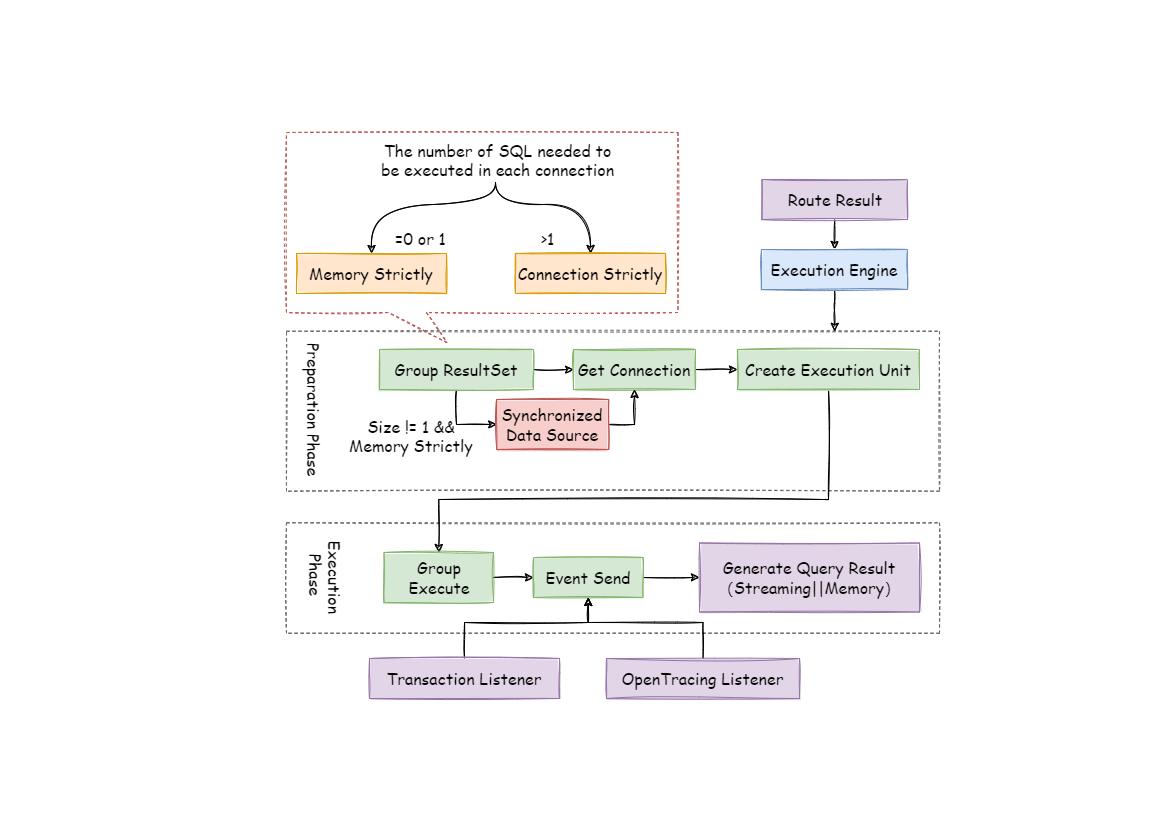 The number of SQL needed to
be executed in each connection
=0 or 1
>1
Memory Strictly
Connection Strictly
Route Result
Execution Engine
Preparation Phase
Group ResultSet
Get Connection
Create Execution Unit
Size != 1 &&
Memory Strictly
Synchronized
Data Source
Execution
Phase
Group
Execute
Event Send
Generate Query Result
(Streaming||Memory)
Transaction Listener
OpenTracing Listener